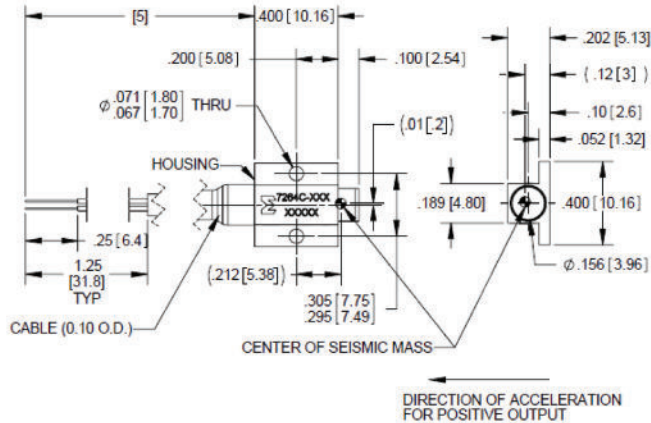 [5]
.400 [10.16]
.202 [5.13]
.200 [5.08]
.100 [2.54]
( .12 [3] )
Ø .071 [1.80]
.067 [1.70] THRU
(.01 [.2])
.10 [2.6]
.052 [1.32]
HOUSING
7264C-XXX
XXXXX
.189 [4.80]
.400 [10.16]
.25 [6.4]
1.25
[31.8]
TYP
(.212 [5.38])
Ø.156 [3.96]
.305 [7.75]
.295 [7.49]
CABLE (0.10 O.D.)
CENTER OF SEISMIC MASS
DIRECTION OF ACCELERATION
FOR POSITIVE OUTPUT